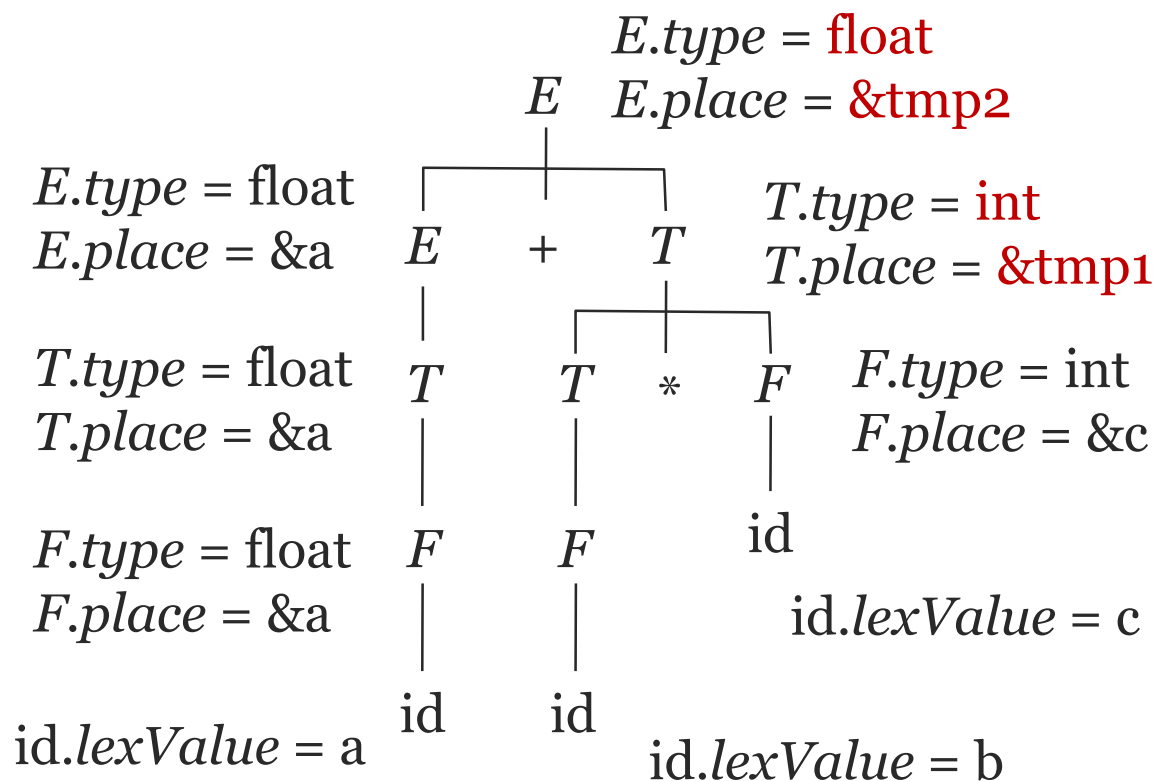 E.type = float
E E.place = &tmp2
E.type = float
E.place = &a
E + T
T.type = int
T.place = &tmp1
T.type = float
T.place = &a
T T * F
F.type = int
F.place = &c
F.type = float
F.place = &a
F F id
id.lexValue = c
id id
id.lexValue = a
id.lexValue = b